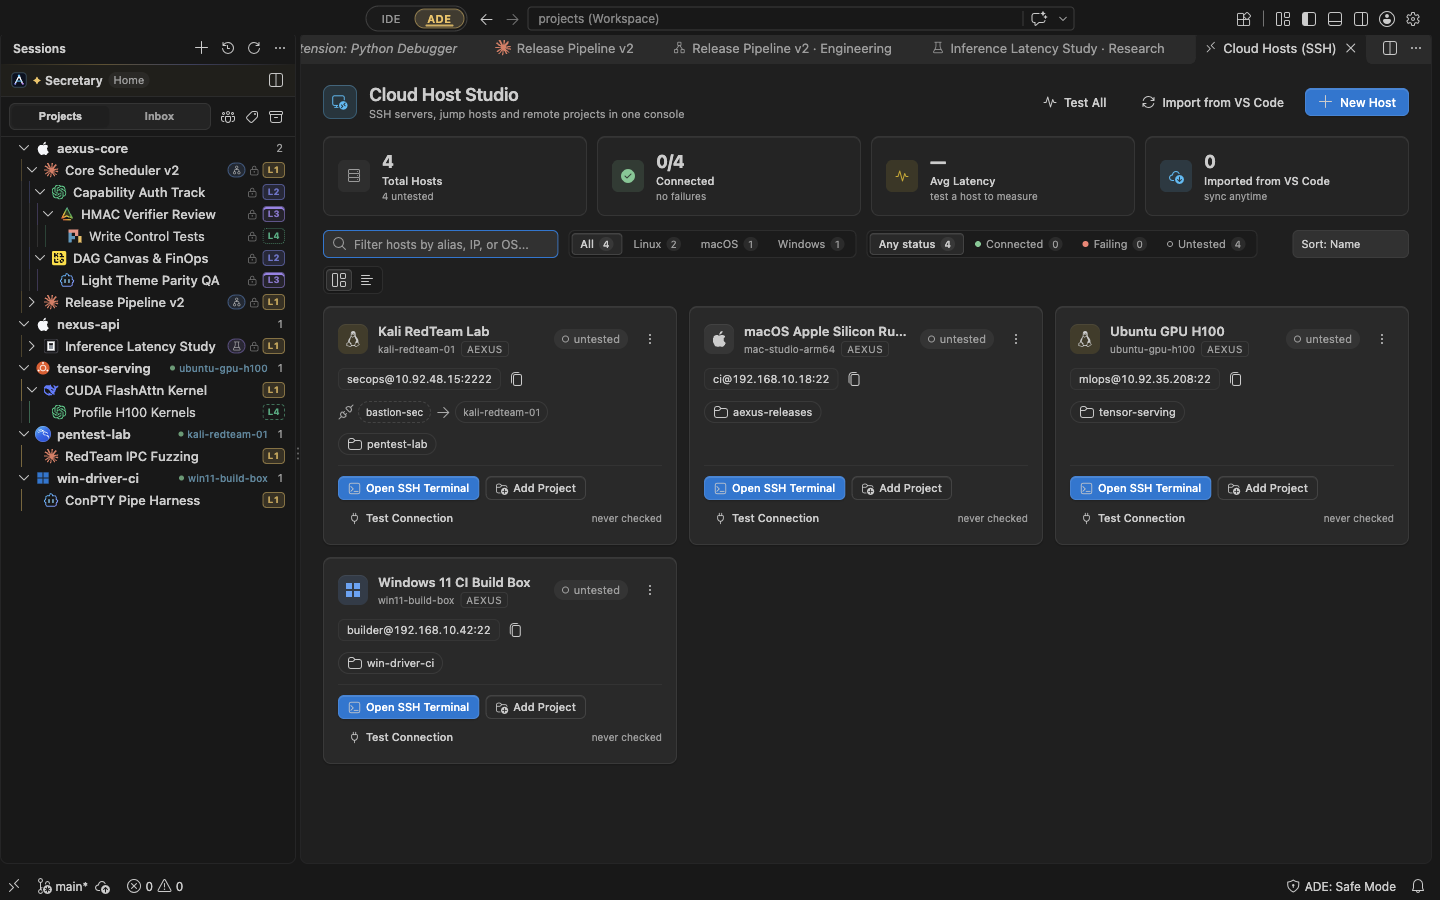 IDE ADE projects (Workspace)
Sessions
tension: Python Debugger Release Pipeline v2 Release Pipeline v2 · Engineering Inference Latency Study · Research Cloud Hosts (SSH)
Secretary Home
Projects Inbox
aexus-core 2
Core Scheduler v2 L1
Capability Auth Track L2
HMAC Verifier Review L3
Write Control Tests L4
DAG Canvas & FinOps L2
Light Theme Parity QA L3
Release Pipeline v2 L1
nexus-api 1
Inference Latency Study L1
tensor-serving ubuntu-gpu-h100 1
CUDA FlashAttn Kernel L1
Profile H100 Kernels L4
pentest-lab kali-redteam-01 1
RedTeam IPC Fuzzing L1
win-driver-ci win11-build-box 1
ConPTY Pipe Harness L1
Cloud Host Studio
SSH servers, jump hosts and remote projects in one console
Test All Import from VS Code New Host
4
Total Hosts
4 untested
0/4
Connected
no failures
—
Avg Latency
test a host to measure
0
Imported from VS Code
sync anytime
Filter hosts by alias, IP, or OS...
All 4 Linux 2 macOS 1 Windows 1
Any status 4 Connected 0 Failing 0 Untested 4
Sort: Name
Kali RedTeam Lab
kali-redteam-01 AEXUS
untested
secops@10.92.48.15:2222
bastion-sec → kali-redteam-01
pentest-lab
Open SSH Terminal Add Project
Test Connection never checked
macOS Apple Silicon Ru...
mac-studio-arm64 AEXUS
untested
ci@192.168.10.18:22
aexus-releases
Open SSH Terminal Add Project
Test Connection never checked
Ubuntu GPU H100
ubuntu-gpu-h100 AEXUS
untested
mlops@10.92.35.208:22
tensor-serving
Open SSH Terminal Add Project
Test Connection never checked
Windows 11 CI Build Box
win11-build-box AEXUS
untested
builder@192.168.10.42:22
win-driver-ci
Open SSH Terminal Add Project
Test Connection never checked
main* 0 0
ADE: Safe Mode